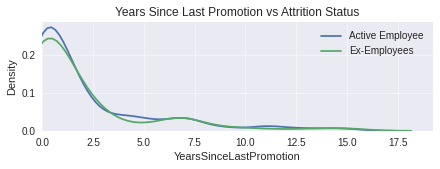 Years Since Last Promotion vs Attrition Status
Active Employee
Ex-Employees
Density
0.2
0.1
0.0
0.0
2.5
5.0
7.5
10.0
12.5
15.0
17.5
YearsSinceLastPromotion